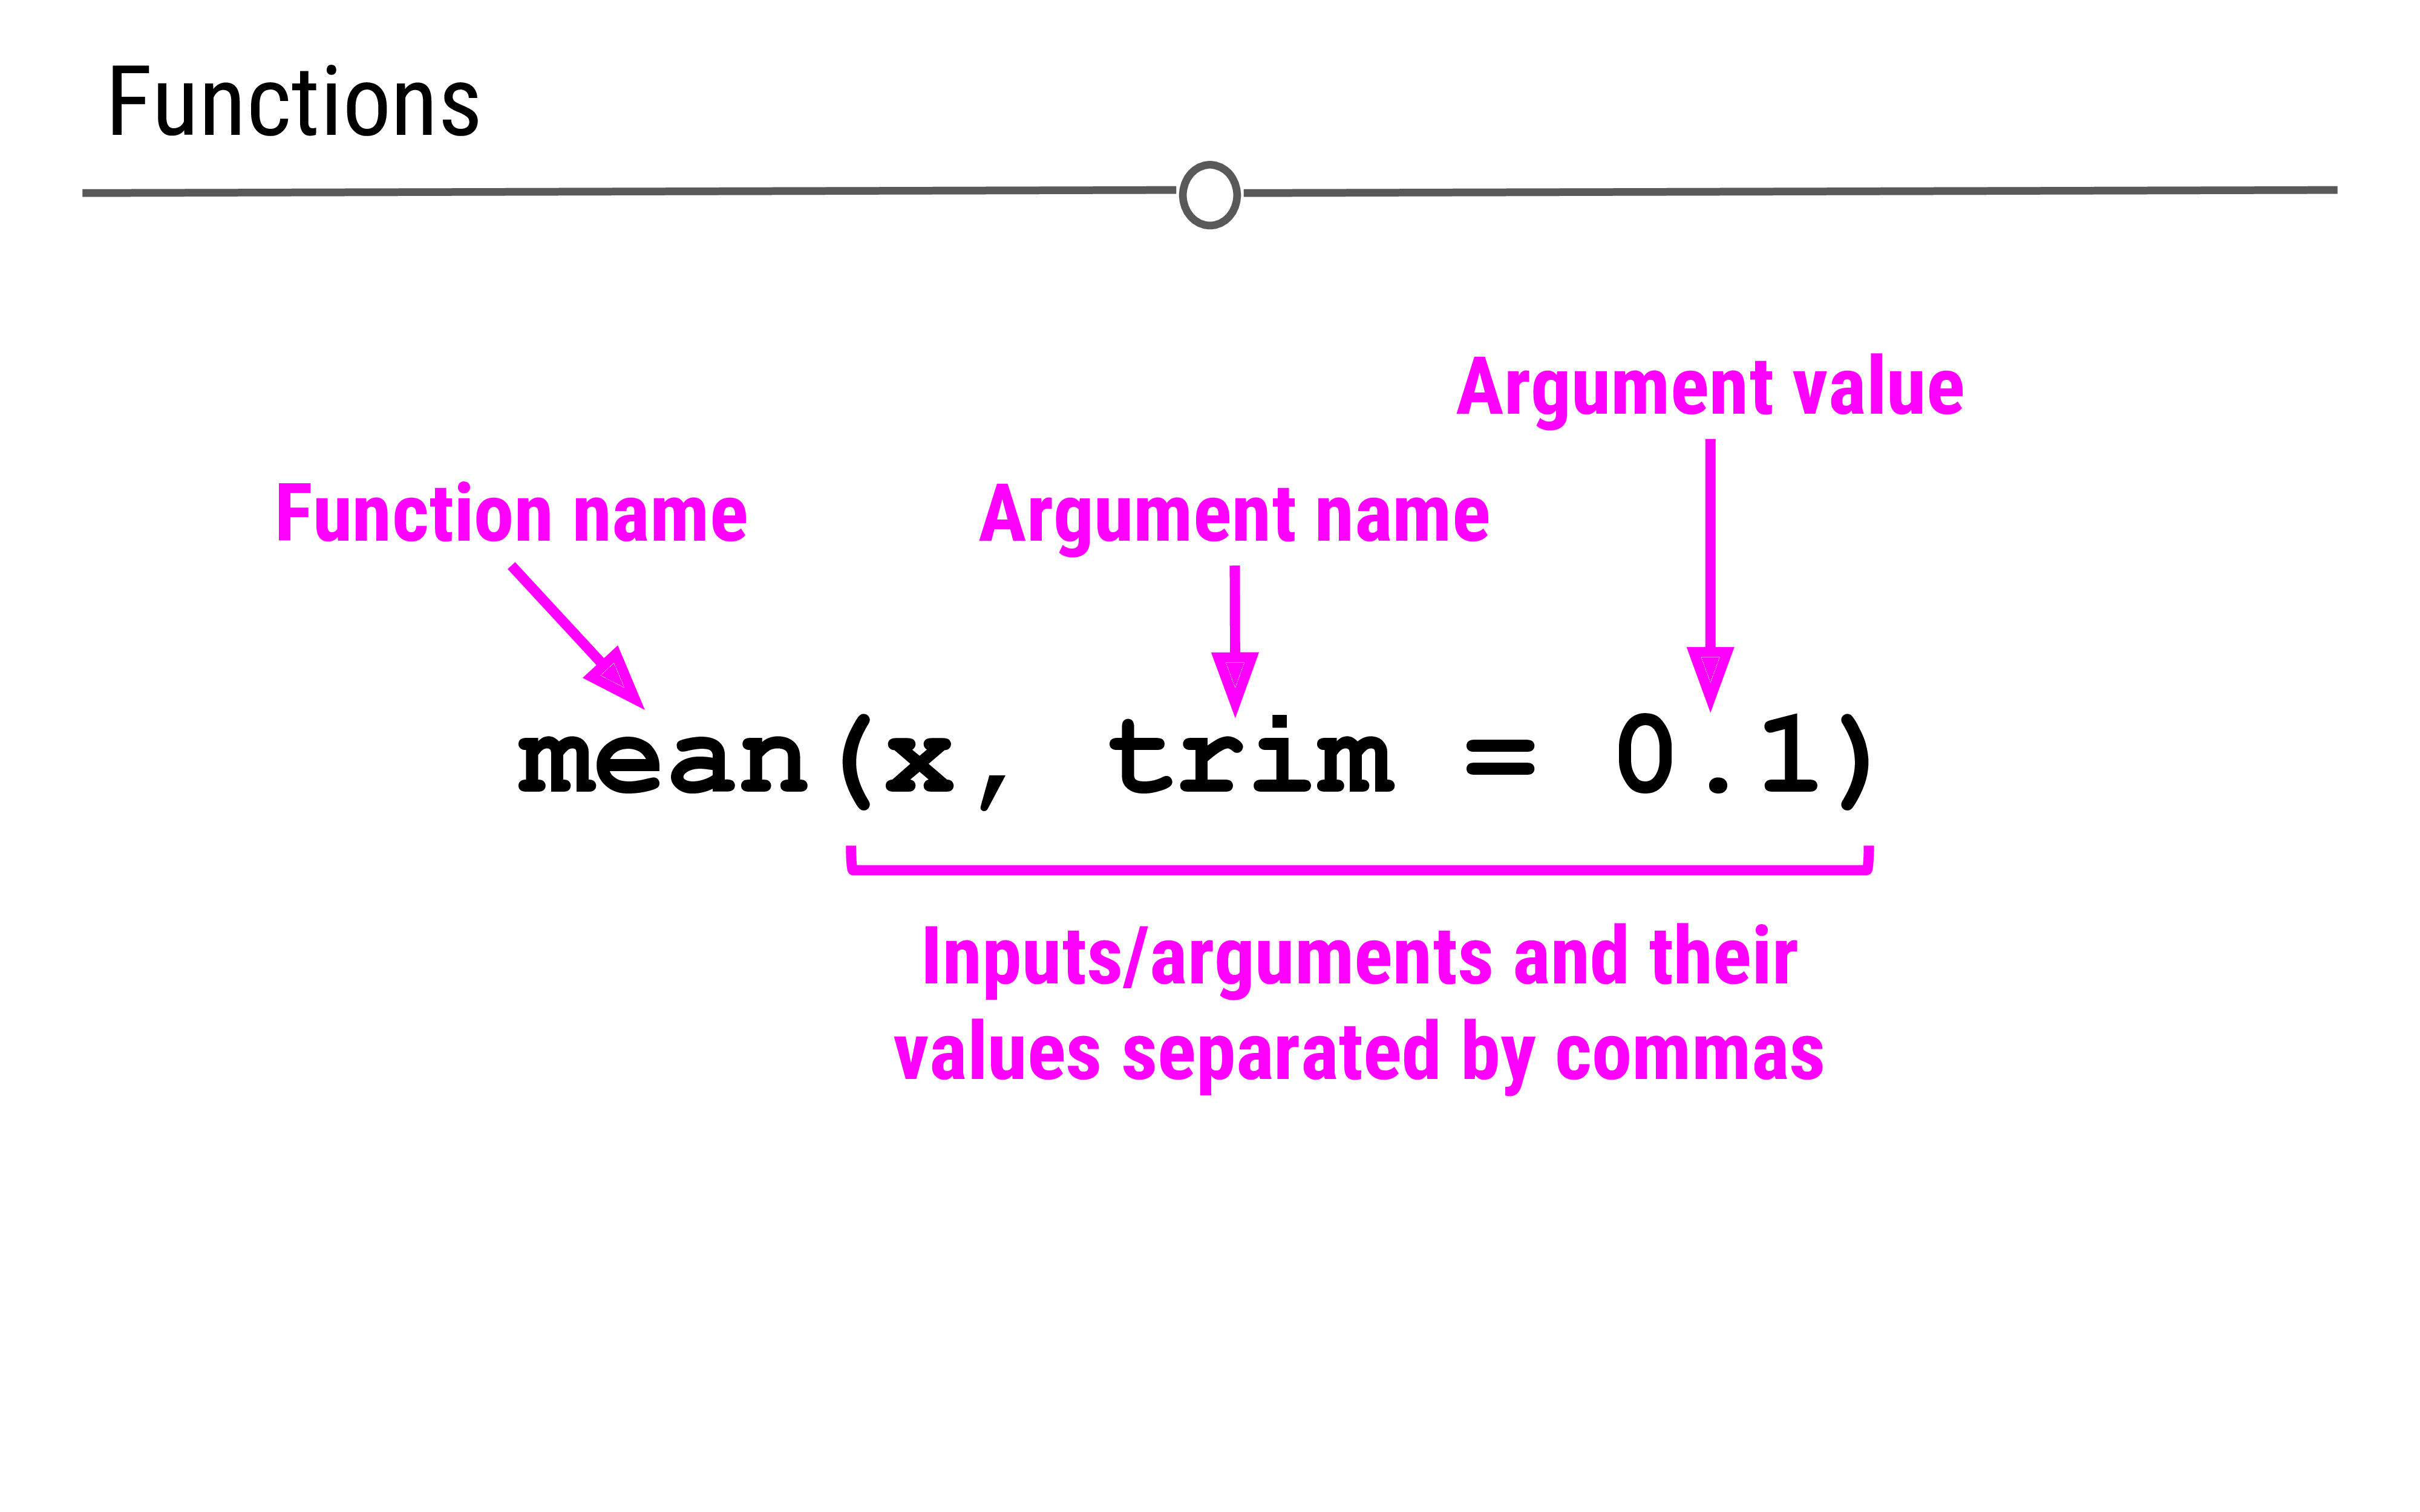 Functions
Argument value
Function name
Argument name
mean(x, trim = 0.1)
Inputs/arguments and their
values separated by commas